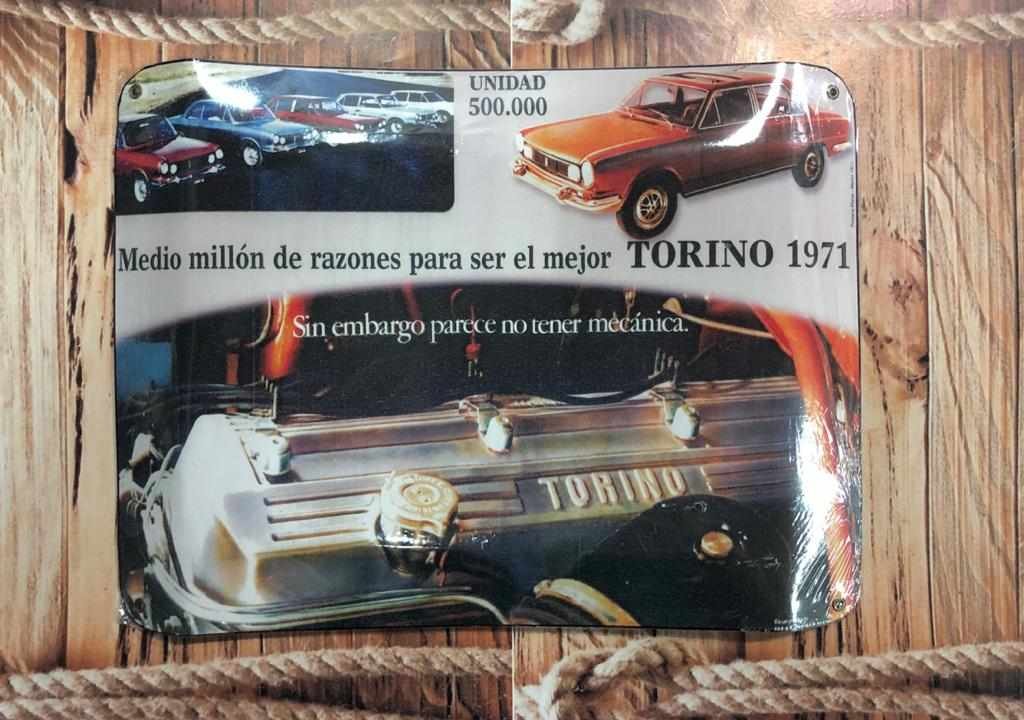 UNIDAD
500.000
Medio millón de razones para ser el mejor TORINO 1971
Sin embargo parece no tener mecánica.
TORINO